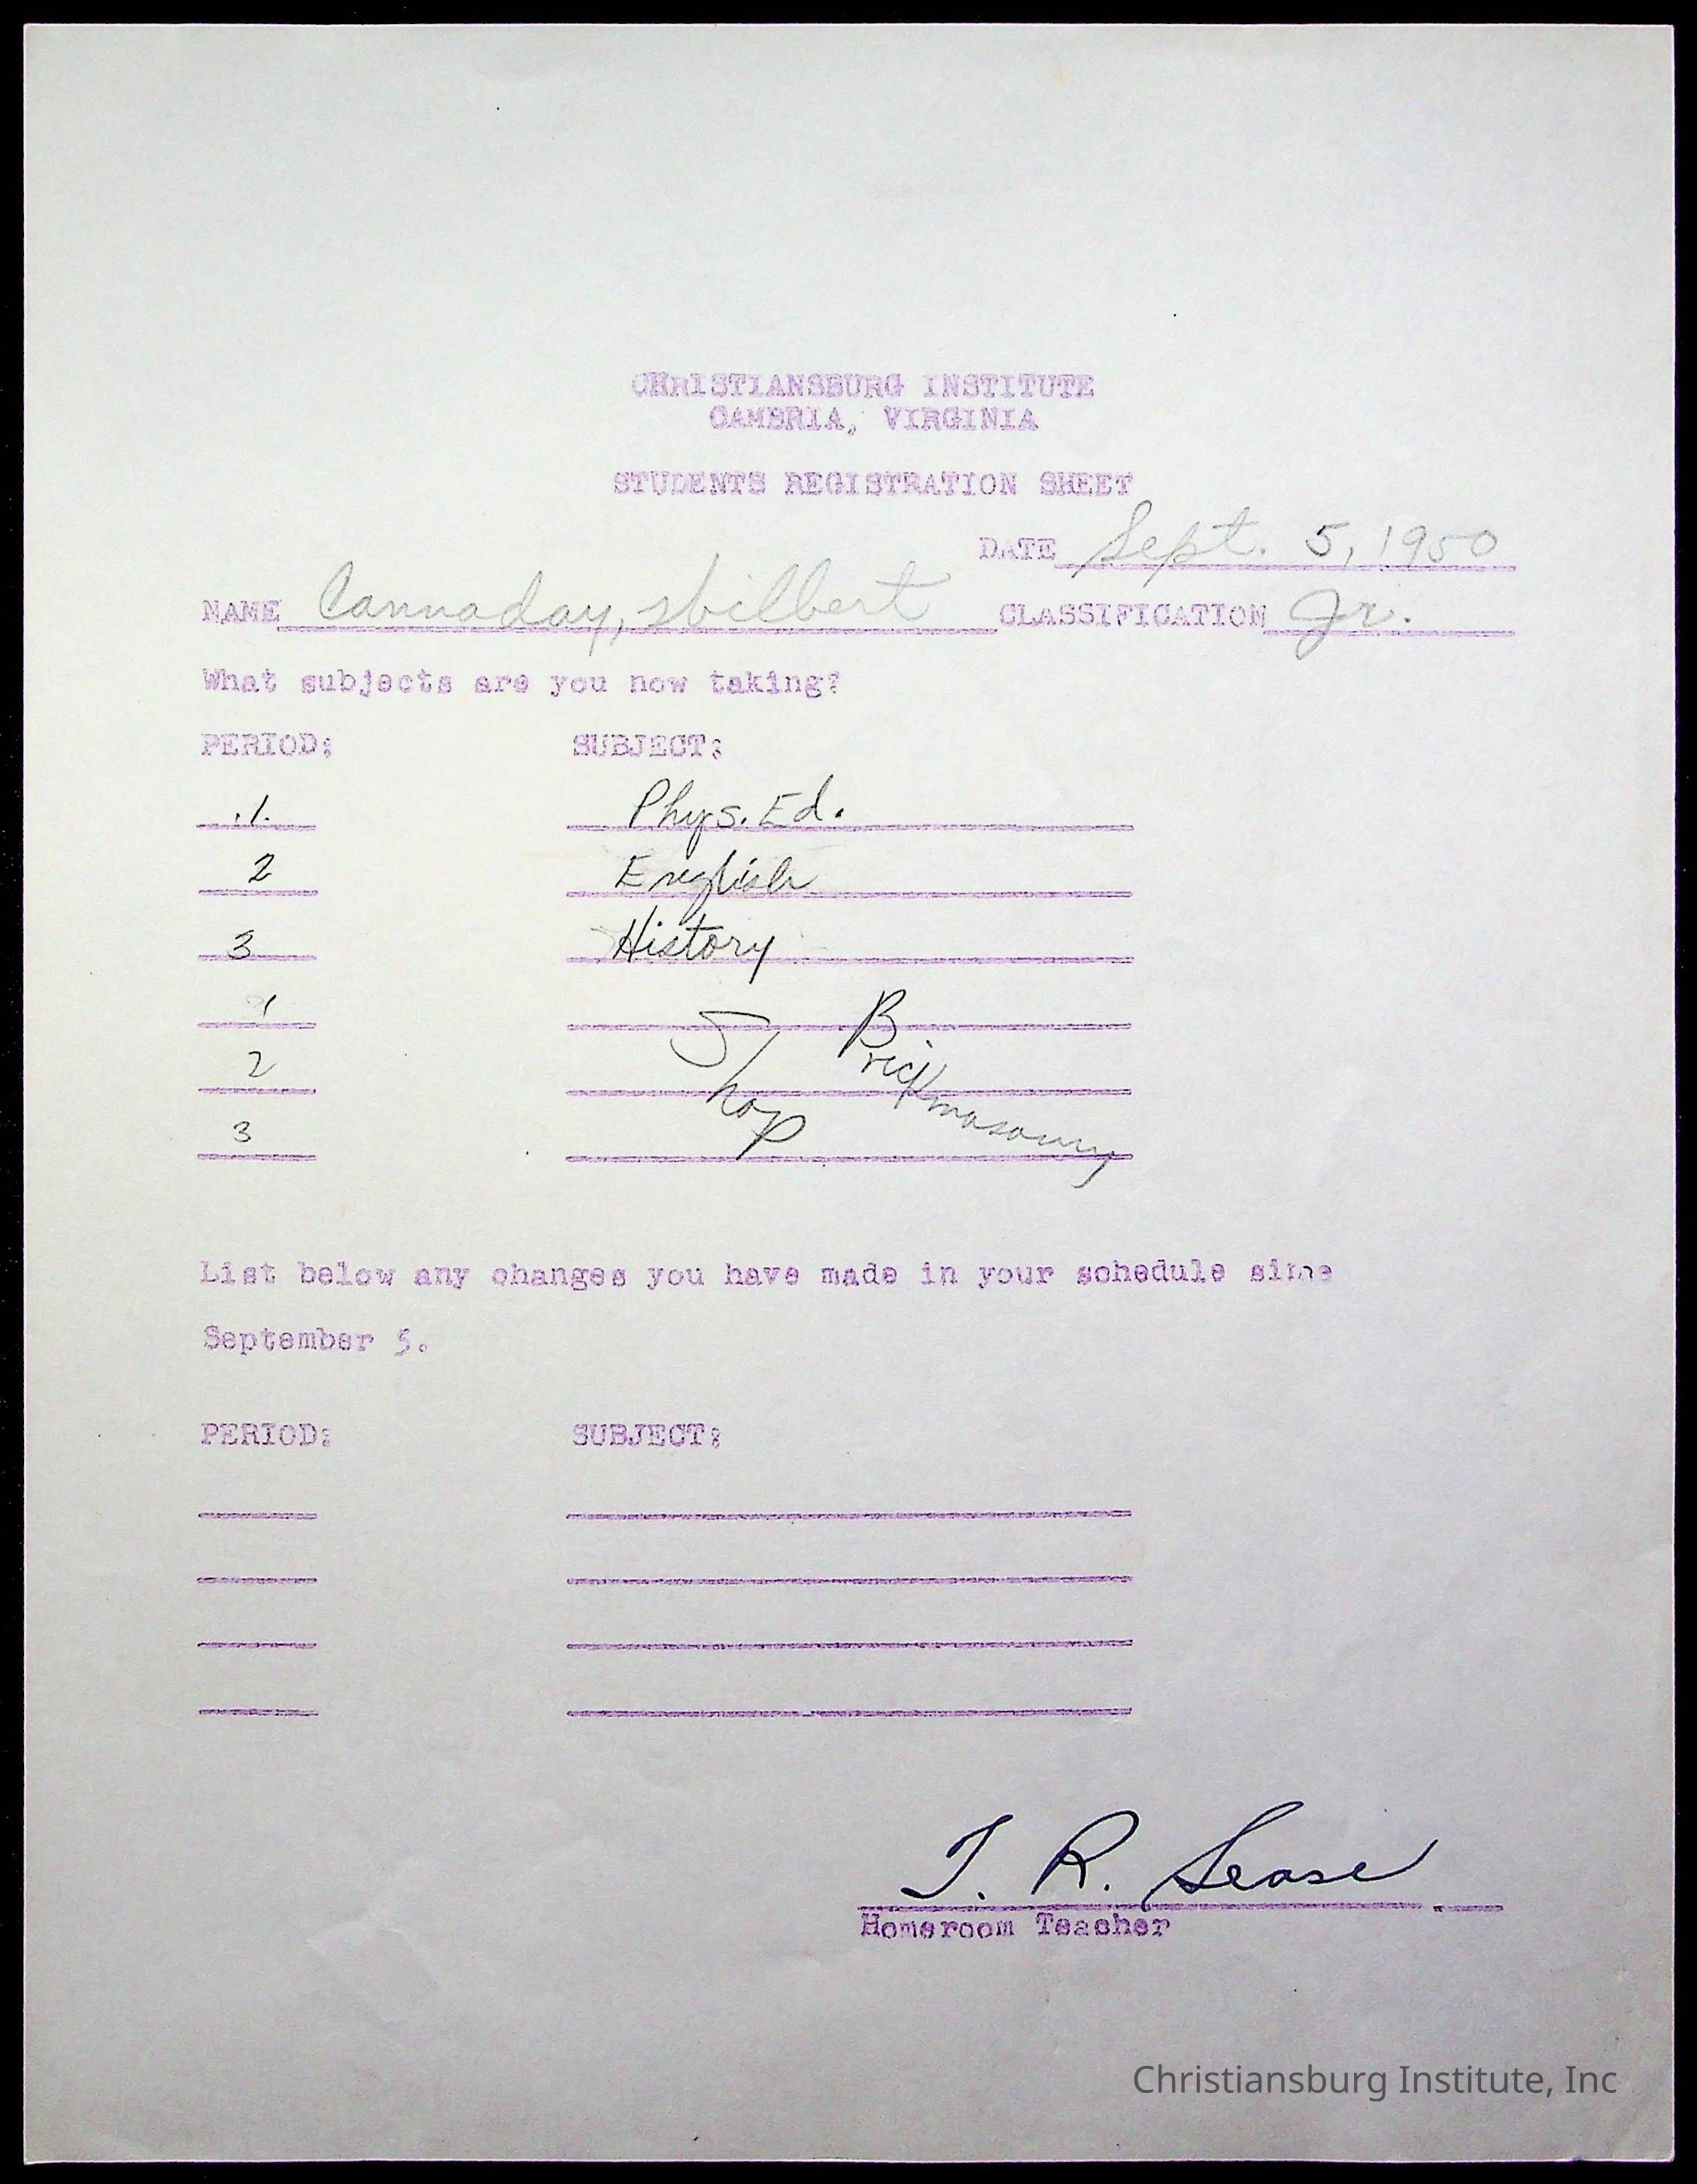 CHRISTIANSBURG INSTITUTE
CAMBRIA, VIRGINIA
STUDENTS REGISTRATION SHEET
DATE Sept. 5, 1950
NAME Cannaday, CLASSIFICATION Jr.
What subjects are you now taking?
PERIOD: SUBJECT:
1. Phys. Ed.
2 English
3 History
1
2
3
Shop Brickmasonry
List below any changes you have made in your schedule since
September 5.
PERIOD: SUBJECT:
T. R. Sease
Homeroom Teacher
Christiansburg Institute, Inc